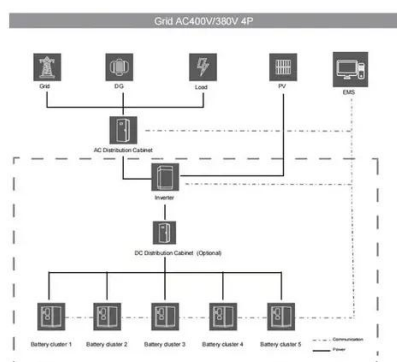 Grid AC400V/380V 4P
Grid
DG
Load
PV
EMS
AC Distribution Cabinet
Inverter
DC Distribution Cabinet (Optional)
Battery cluster 1
Battery cluster 2
Battery cluster 3
Battery cluster 4
Battery cluster 5
Communication
Power